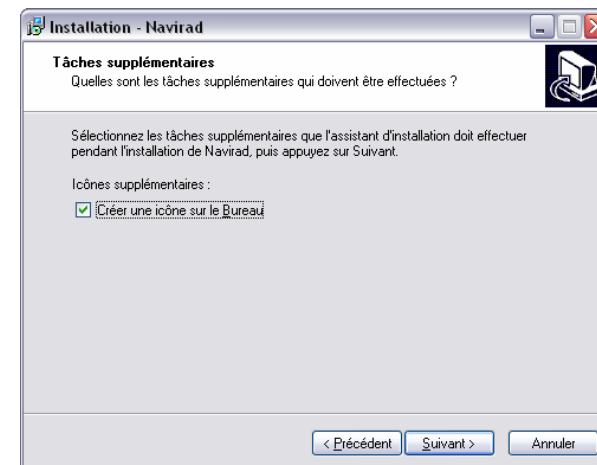 Installation - Navirad
Tâches supplémentaires
Quelles sont les tâches supplémentaires qui doivent être effectuées ?
Sélectionnez les tâches supplémentaires que l'assistant d'installation doit effectuer
pendant l'installation de Navirad, puis appuyez sur Suivant.
Icônes supplémentaires :
Créer une icône sur le Bureau
< Précédent Suivant > Annuler